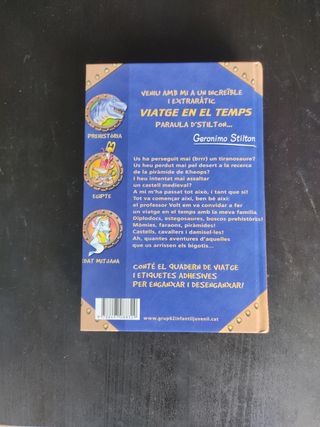 VENIU AMB MI A UN INCREÏBLE
I EXTRARÀTIC
VIATGE EN EL TEMPS
PARAULA D'STILTON...
Geronimo Stilton
PREHISTÒRIA
EGIPTE
EDAT MITJANA
Us ha perseguit mai (brrr) un tiranosaure?
Us heu perdut mai pel desert a la recerca
de la piràmide de Kheops?
I heu intentat mai assaltar
un castell medieval?
A mi m'ha passat tot això, i tant que sí!
Tot va començar així, ben bé així:
el professor Volt em va convidar a fer
un viatge en el temps amb la meva família.
Diplodocs, estegosaures, boscos prehistòrics!
Mòmies, faraons, piràmides!
Castells, cavallers i damisel·les!
Ah, quantes aventures d'aquelles
que us arrissen els bigotis...
CONTÉ EL QUADERN DE VIATGE
I ETIQUETES ADHESIVES
PER ENGANXAR I DESENGANXAR!
www.grup62infantiljuvenil.cat